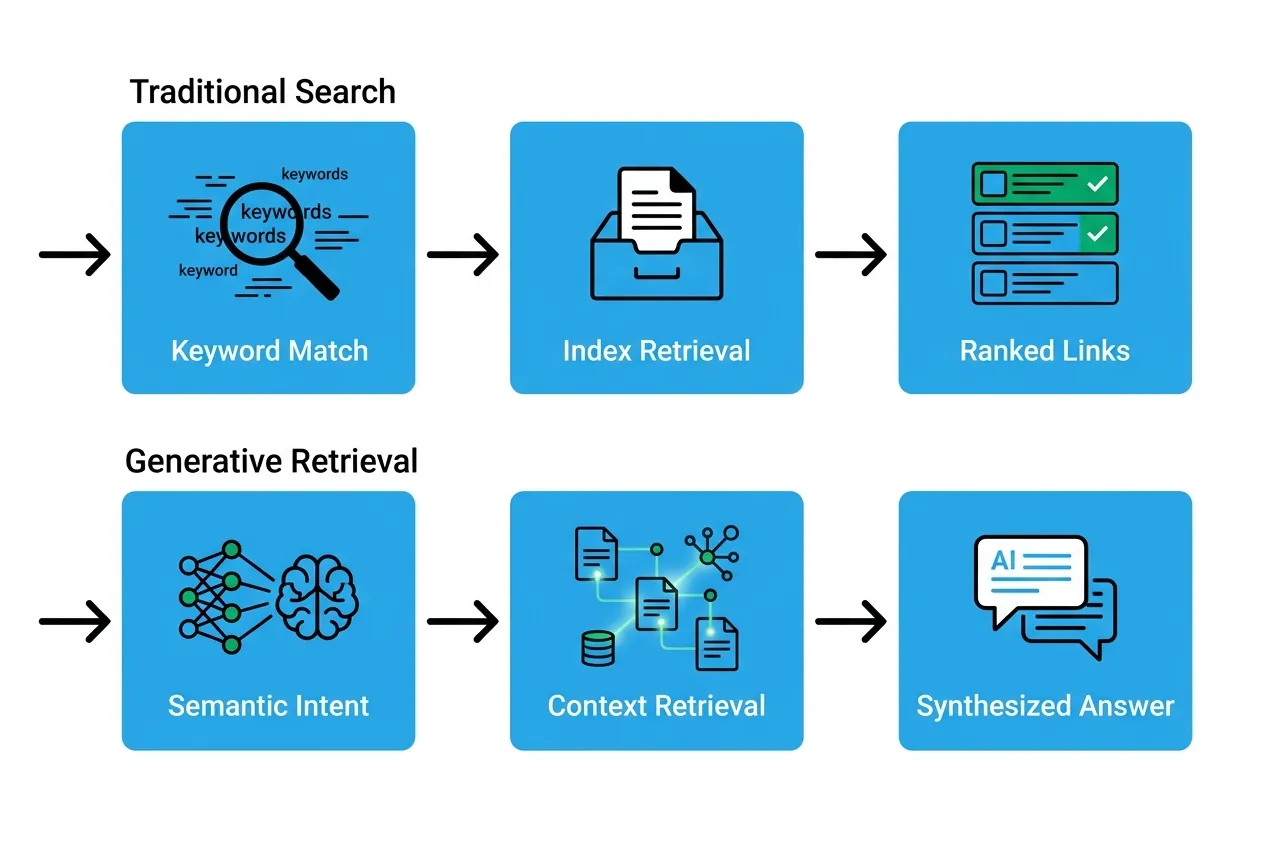 Traditional Search
keywords
keywords
keywords
keyword
Keyword Match
Index Retrieval
Ranked Links
Generative Retrieval
Semantic Intent
Context Retrieval
AI
Synthesized Answer